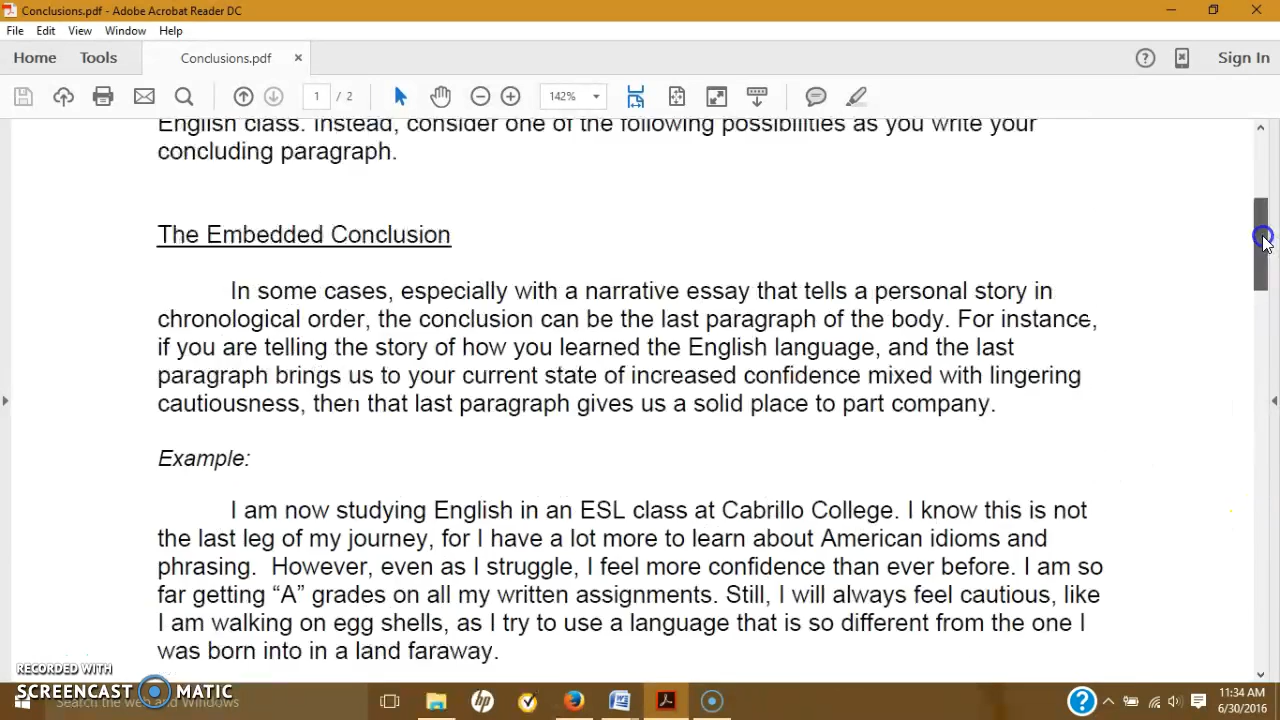 Conclusions.pdf - Adobe Acrobat Reader DC
File Edit View Window Help
Home Tools Conclusions.pdf × Sign In
1 / 2 142%
English class. Instead, consider one of the following possibilities as you write your
concluding paragraph.
The Embedded Conclusion
In some cases, especially with a narrative essay that tells a personal story in
chronological order, the conclusion can be the last paragraph of the body. For instance,
if you are telling the story of how you learned the English language, and the last
paragraph brings us to your current state of increased confidence mixed with lingering
cautiousness, then that last paragraph gives us a solid place to part company.
Example:
I am now studying English in an ESL class at Cabrillo College. I know this is not
the last leg of my journey, for I have a lot more to learn about American idioms and
phrasing. However, even as I struggle, I feel more confidence than ever before. I am so
far getting “A” grades on all my written assignments. Still, I will always feel cautious, like
I am walking on egg shells, as I try to use a language that is so different from the one I
was born into in a land faraway.
RECORDED WITH
SCREENCAST MATIC
Search the web and Windows
11:34 AM
6/30/2016